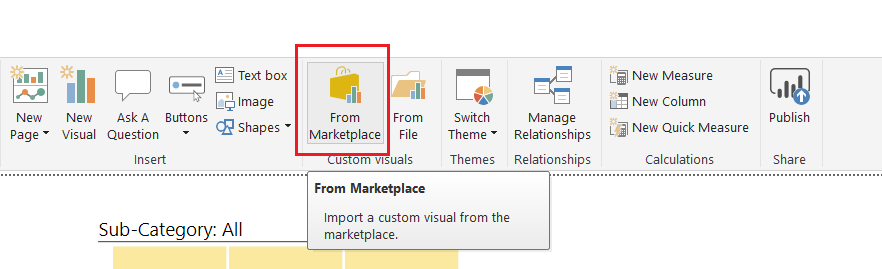 New
Page
New
Visual
Ask A
Question
Buttons
Text box
Image
Shapes
Insert
From
Marketplace
From
File
Custom visuals
Switch
Theme
Themes
Manage
Relationships
Relationships
New Measure
New Column
New Quick Measure
Calculations
Publish
Share
From Marketplace
Import a custom visual from the
marketplace.
Sub-Category: All